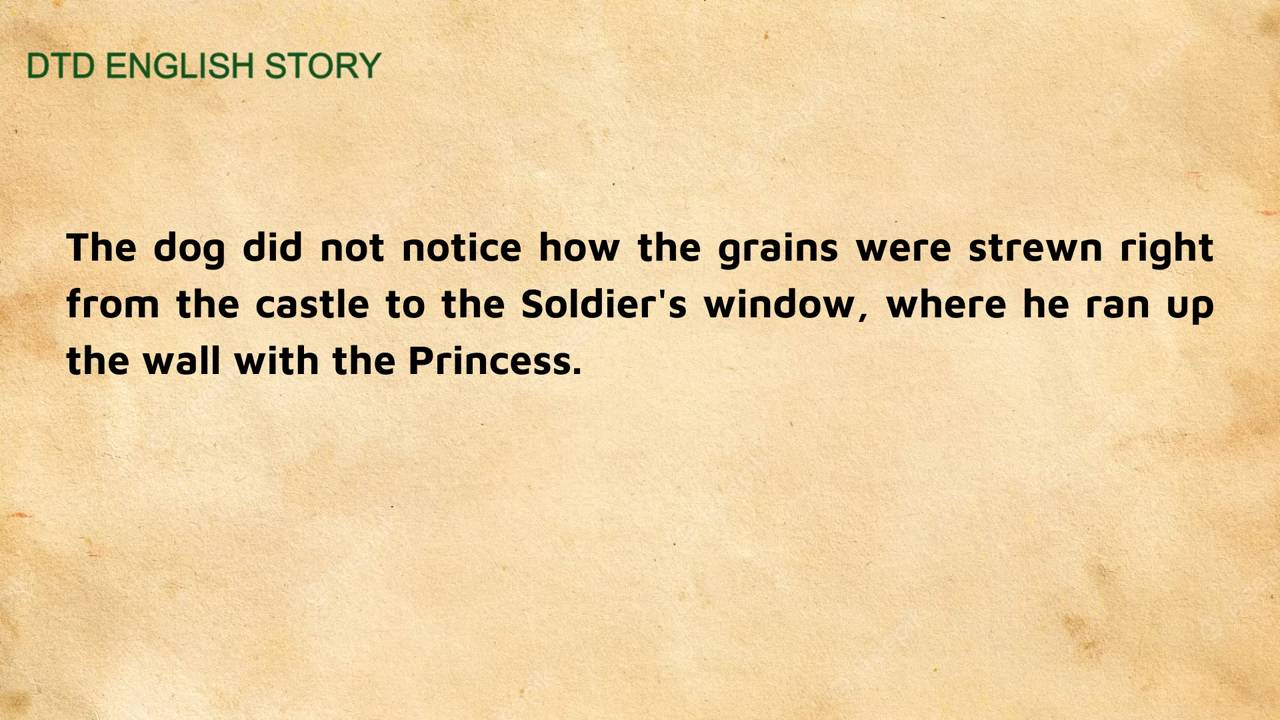 DTD ENGLISH STORY
The dog did not notice how the grains were strewn right
from the castle to the Soldier's window, where he ran up
the wall with the Princess.